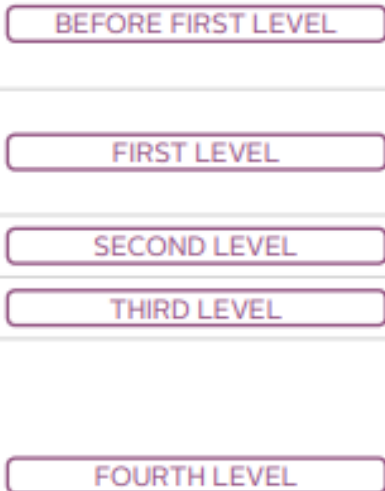 BEFORE FIRST LEVEL
FIRST LEVEL
SECOND LEVEL
THIRD LEVEL
FOURTH LEVEL